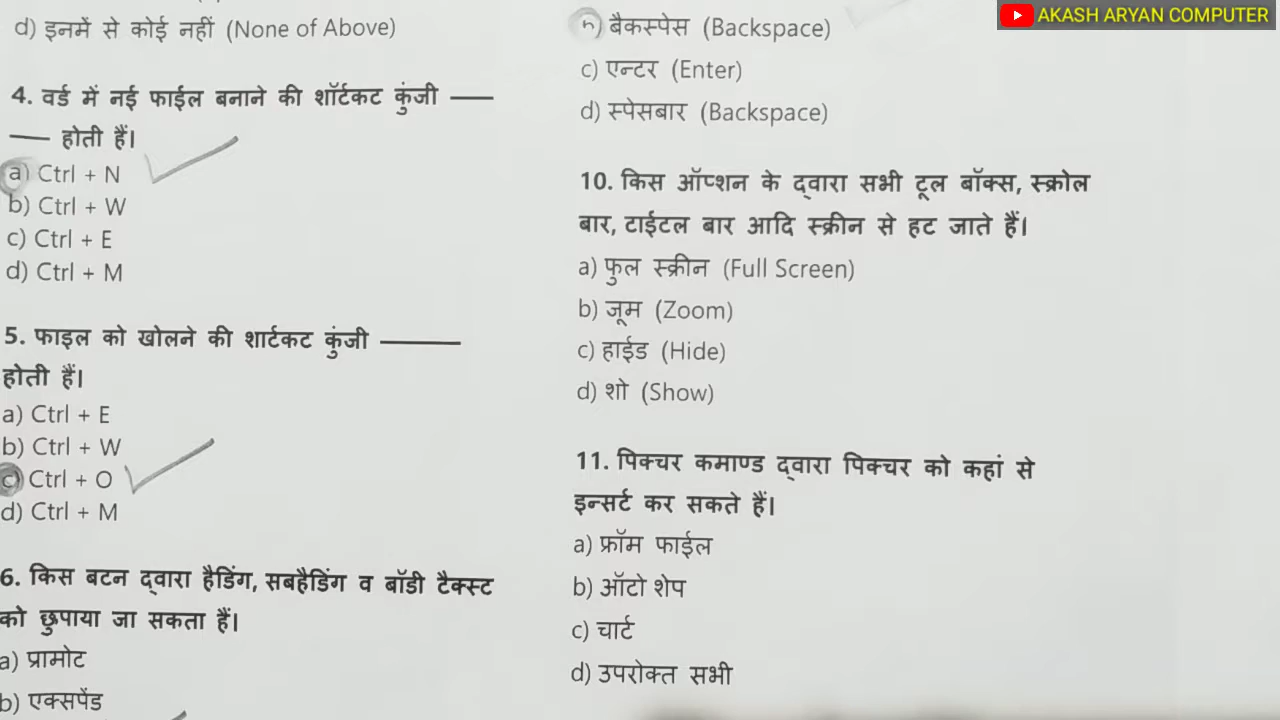 d) इनमें से कोई नहीं (None of Above)
4. वर्ड में नई फाईल बनाने की शॉर्टकट कुंजी ——
—— होती हैं।
a) Ctrl + N
b) Ctrl + W
c) Ctrl + E
d) Ctrl + M
5. फाइल को खोलने की शार्टकट कुंजी ————
होती हैं।
a) Ctrl + E
b) Ctrl + W
c) Ctrl + O
d) Ctrl + M
6. किस बटन द्वारा हैडिंग, सबहैडिंग व बॉडी टैक्स्ट
को छुपाया जा सकता हैं।
a) प्रामोट
b) एक्सपेंड
AKASH ARYAN COMPUTER
b) बैकस्पेस (Backspace)
c) एन्टर (Enter)
d) स्पेसबार (Backspace)
10. किस ऑप्शन के द्वारा सभी टूल बॉक्स, स्क्रोल
बार, टाईटल बार आदि स्क्रीन से हट जाते हैं।
a) फुल स्क्रीन (Full Screen)
b) जूम (Zoom)
c) हाईड (Hide)
d) शो (Show)
11. पिक्चर कमाण्ड द्वारा पिक्चर को कहां से
इन्सर्ट कर सकते हैं।
a) फ्रॉम फाईल
b) ऑटो शेप
c) चार्ट
d) उपरोक्त सभी